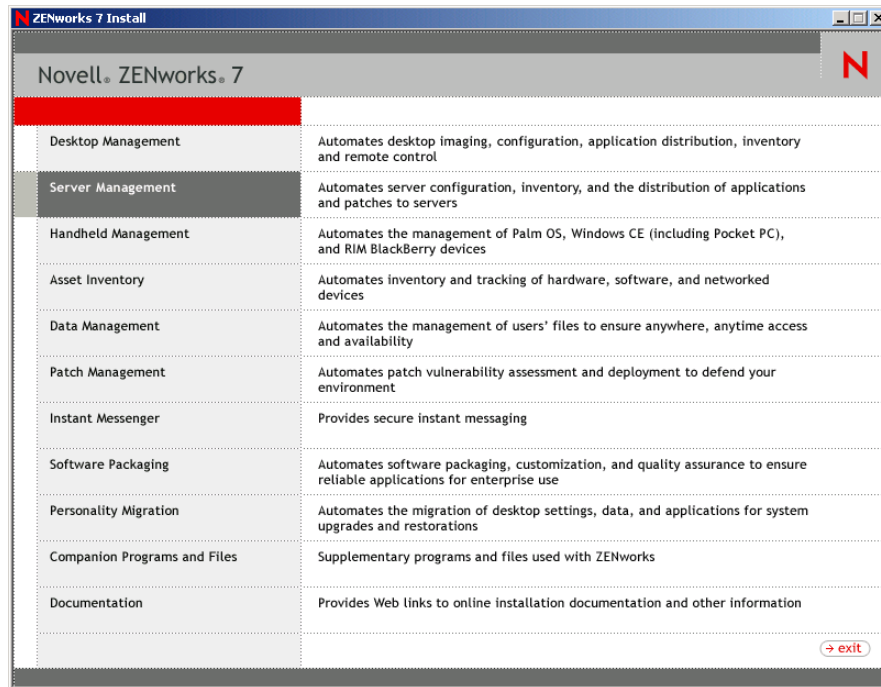 ZENworks 7 Install
Novell® ZENworks® 7
N
Desktop Management
Automates desktop imaging, configuration, application distribution, inventory
and remote control
Server Management
Automates server configuration, inventory, and the distribution of applications
and patches to servers
Handheld Management
Automates the management of Palm OS, Windows CE (including Pocket PC),
and RIM BlackBerry devices
Asset Inventory
Automates inventory and tracking of hardware, software, and networked
devices
Data Management
Automates the management of users’ files to ensure anywhere, anytime access
and availability
Patch Management
Automates patch vulnerability assessment and deployment to defend your
environment
Instant Messenger
Provides secure instant messaging
Software Packaging
Automates software packaging, customization, and quality assurance to ensure
reliable applications for enterprise use
Personality Migration
Automates the migration of desktop settings, data, and applications for system
upgrades and restorations
Companion Programs and Files
Supplementary programs and files used with ZENworks
Documentation
Provides Web links to online installation documentation and other information
→ exit